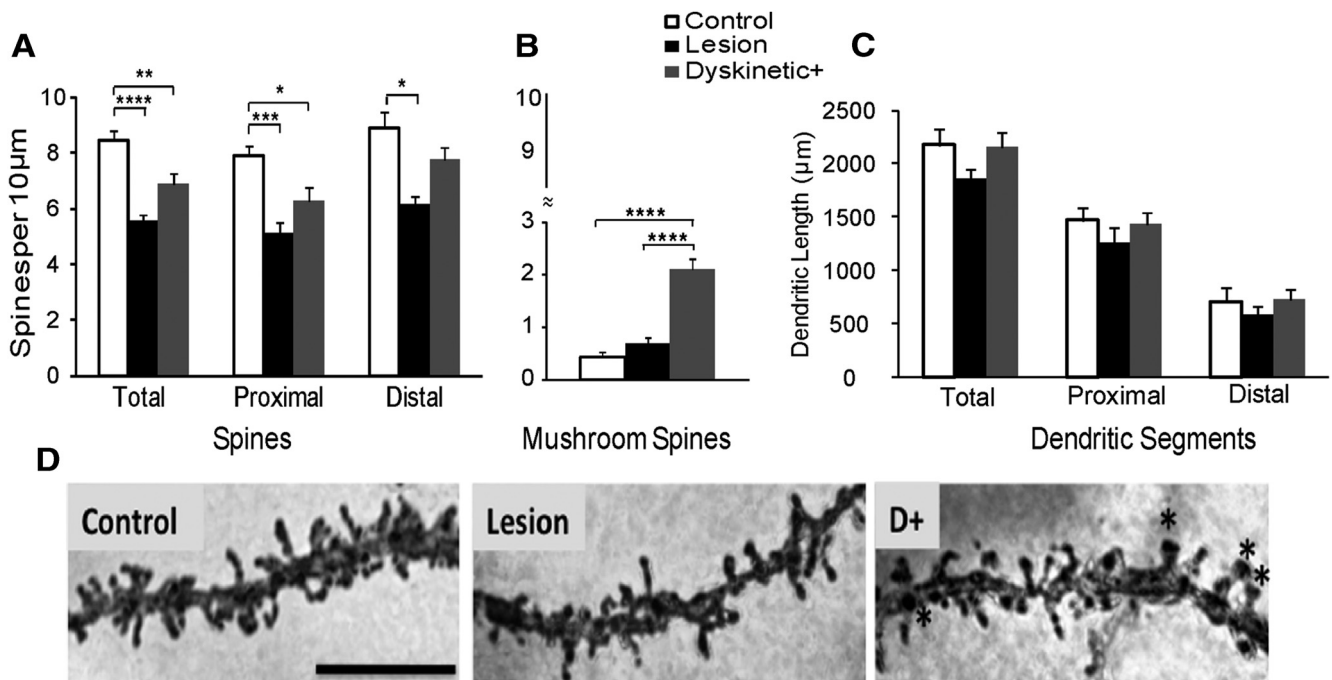 Control
Lesion
Dyskinetic+
A
B
C
**
****
*
***
*
Spinesper 10µm
10
8
6
4
2
0
Total
Proximal
Distal
Spines
10
9
≈
3
2
1
0
****
****
Mushroom Spines
Dendritic Length (µm)
2500
2000
1500
1000
500
0
Total
Proximal
Distal
Dendritic Segments
D
Control
Lesion
D+
*
*
*
*